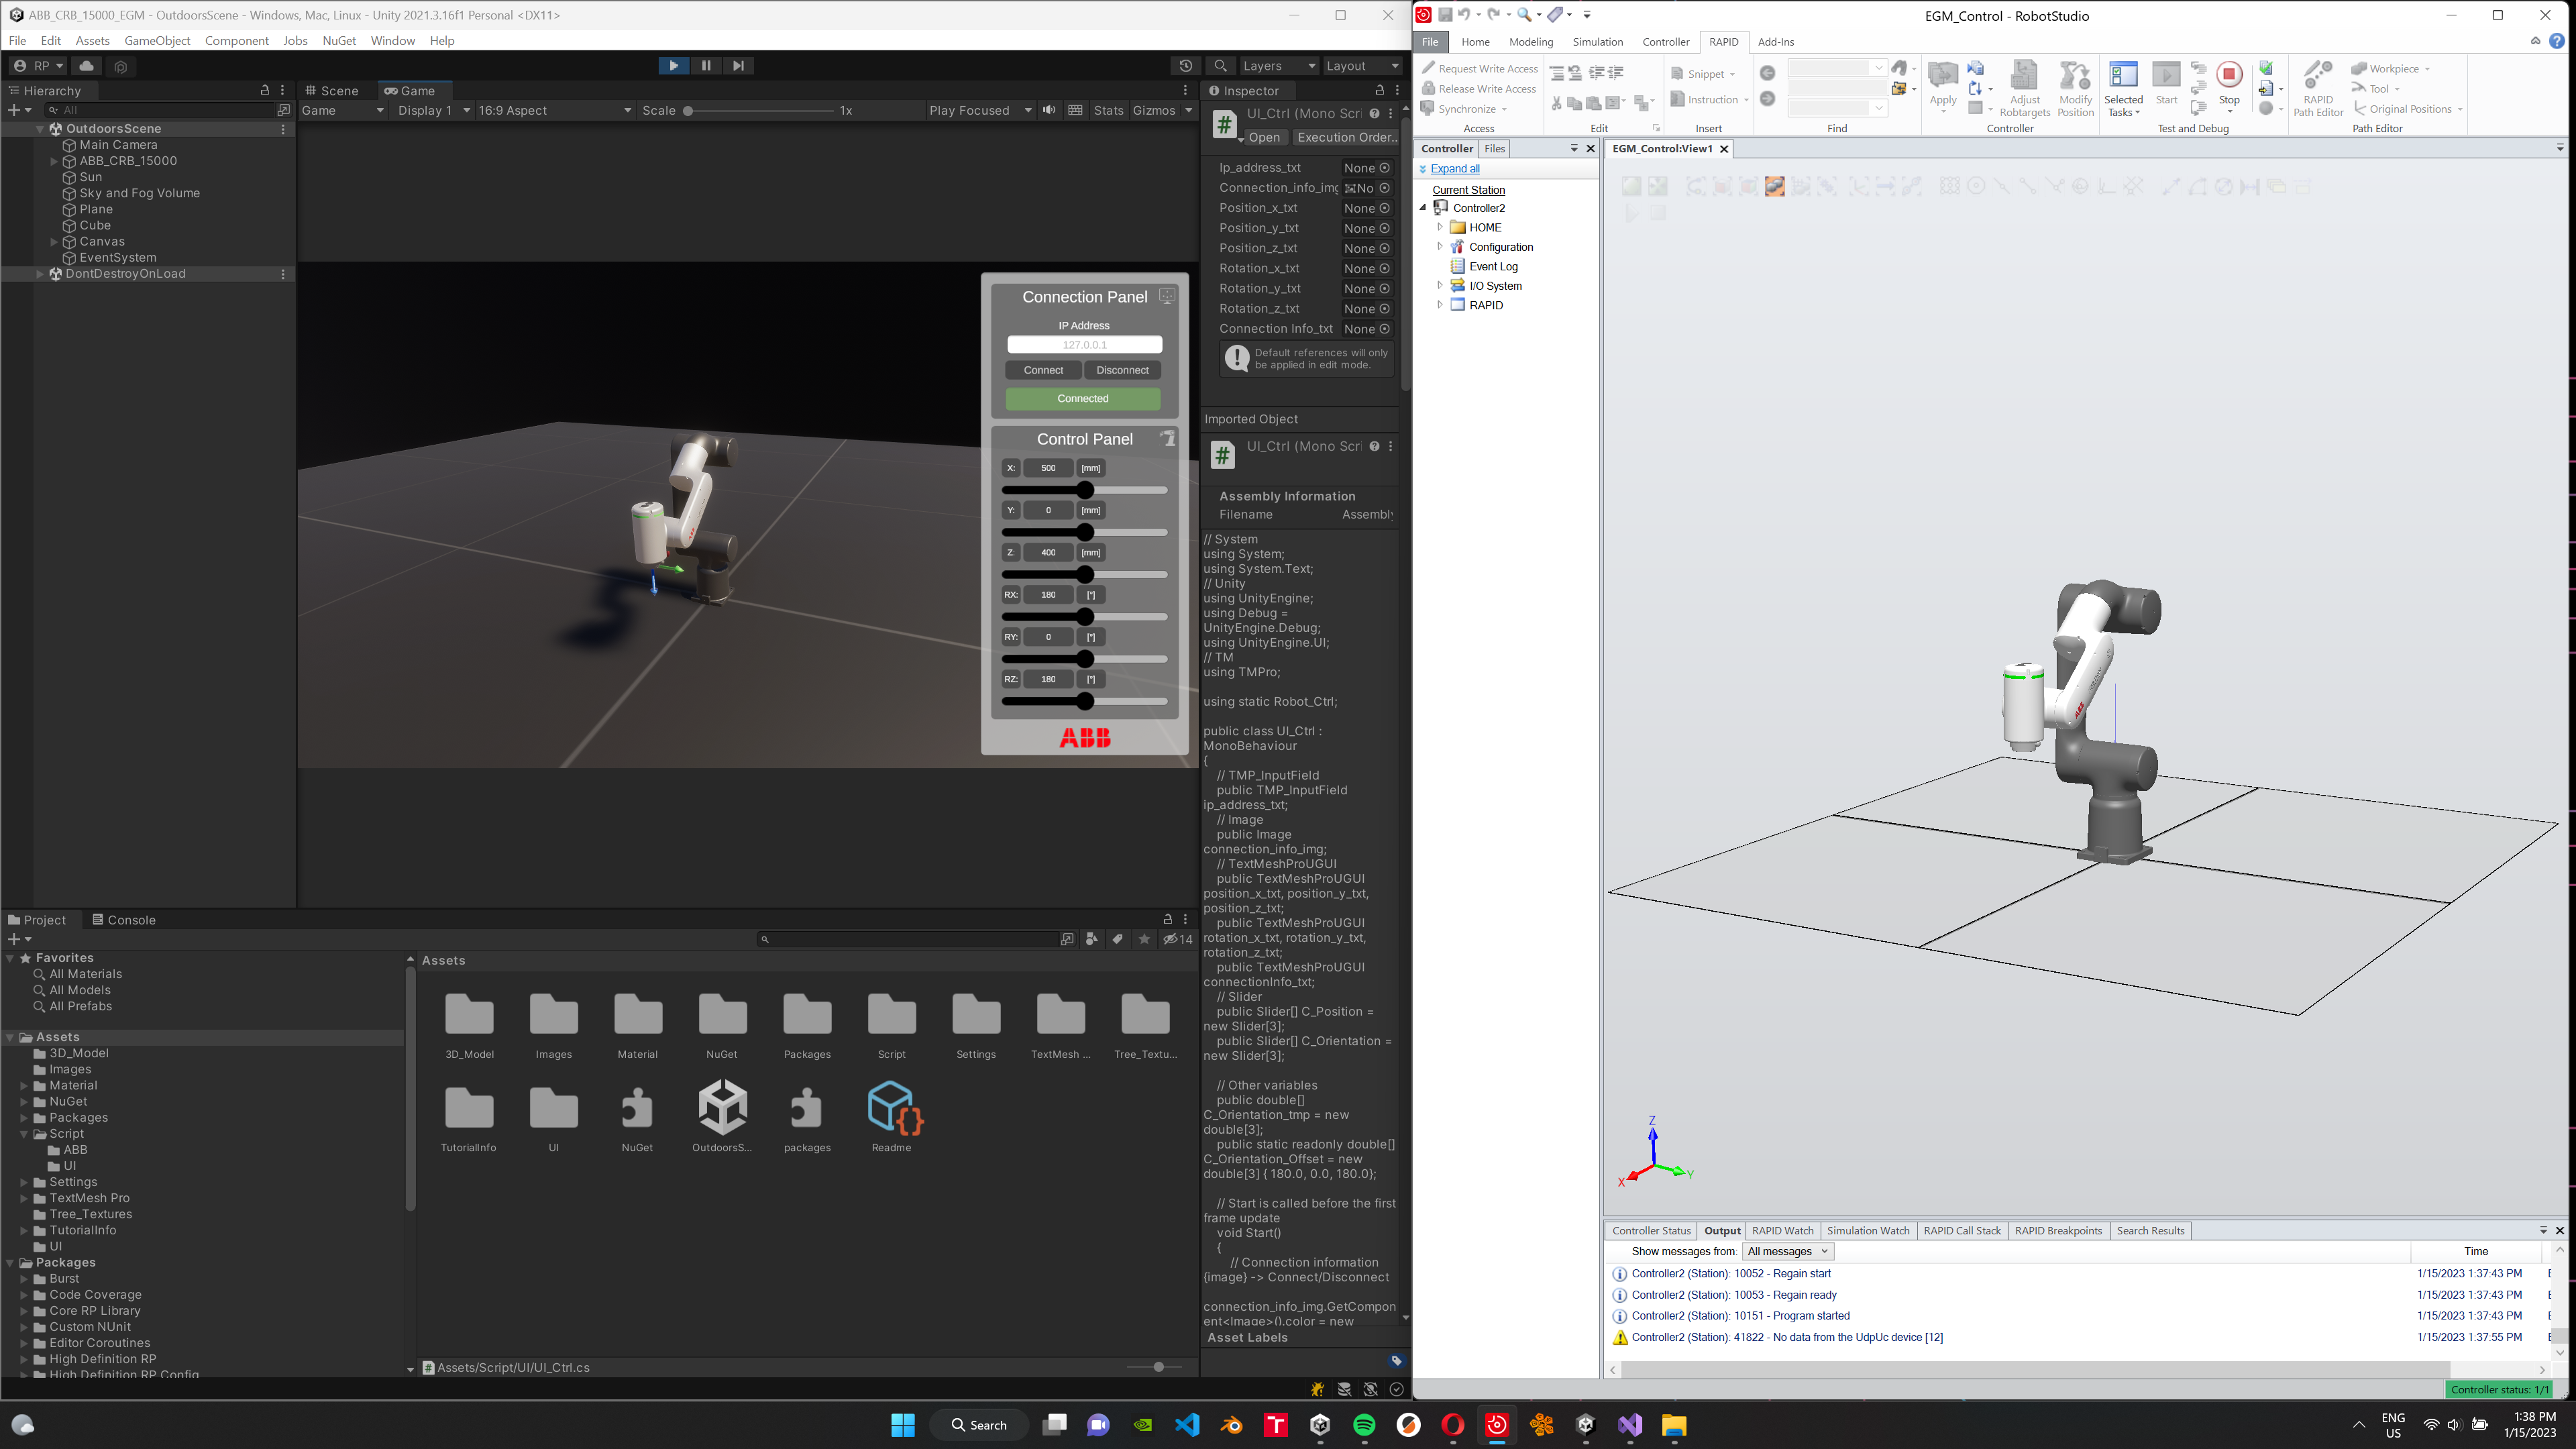 ABB_CRB_15000_EGM - OutdoorsScene - Windows, Mac, Linux - Unity 2021.3.16f1 Personal <DX11>
File Edit Assets GameObject Component Jobs NuGet Window Help
RP
Layers Layout
Hierarchy
All
OutdoorsScene
Main Camera
ABB_CRB_15000
Sun
Sky and Fog Volume
Plane
Cube
Canvas
EventSystem
DontDestroyOnLoad
Scene Game
Game Display 1 16:9 Aspect Scale 1x Play Focused Stats Gizmos
Connection Panel
IP Address
127.0.0.1
Connect Disconnect
Connected
Control Panel
X: 500 [mm]
Y: 0 [mm]
Z: 400 [mm]
RX: 180 [°]
RY: 0 [°]
RZ: 180 [°]
ABB
Inspector
UI_Ctrl (Mono Scri
Open Execution Order..
Ip_address_txt None
Connection_info_img No
Position_x_txt None
Position_y_txt None
Position_z_txt None
Rotation_x_txt None
Rotation_y_txt None
Rotation_z_txt None
Connection Info_txt None
Default references will only
be applied in edit mode.
Imported Object
UI_Ctrl (Mono Scri
Assembly Information
Filename Assembly
// System
using System;
using System.Text;
// Unity
using UnityEngine;
using Debug =
UnityEngine.Debug;
using UnityEngine.UI;
// TM
using TMPro;
using static Robot_Ctrl;
public class UI_Ctrl :
MonoBehaviour
{
// TMP_InputField
public TMP_InputField
ip_address_txt;
// Image
public Image
connection_info_img;
// TextMeshProUGUI
public TextMeshProUGUI
position_x_txt, position_y_txt,
position_z_txt;
public TextMeshProUGUI
rotation_x_txt, rotation_y_txt,
rotation_z_txt;
public TextMeshProUGUI
connectionInfo_txt;
// Slider
public Slider[] C_Position =
new Slider[3];
public Slider[] C_Orientation =
new Slider[3];
// Other variables
public double[]
C_Orientation_tmp = new
double[3];
public static readonly double[]
C_Orientation_Offset = new
double[3] { 180.0, 0.0, 180.0};
// Start is called before the first
frame update
void Start()
{
// Connection information
{image} -> Connect/Disconnect
connection_info_img.GetCompon
ent<Image>().color = new
Asset Labels
Project Console
14
Favorites
All Materials
All Models
All Prefabs
Assets
3D_Model
Images
Material
NuGet
Packages
Script
ABB
UI
Settings
TextMesh Pro
Tree_Textures
TutorialInfo
UI
Packages
Burst
Code Coverage
Core RP Library
Custom NUnit
Editor Coroutines
High Definition RP
High Definition RP Config
Assets
3D_Model Images Material NuGet Packages Script Settings TextMesh ... Tree_Textu...
TutorialInfo UI NuGet OutdoorsS... packages Readme
Assets/Script/UI/UI_Ctrl.cs
EGM_Control - RobotStudio
File Home Modeling Simulation Controller RAPID Add-Ins
Request Write Access
Release Write Access
Synchronize
Access
Edit
Snippet
Instruction
Insert
Find
Apply
Adjust
Robtargets
Modify
Position
Controller
Selected
Tasks
Start
Stop
Test and Debug
RAPID
Path Editor
Workpiece
Tool
Original Positions
Path Editor
Controller Files
Expand all
Current Station
Controller2
HOME
Configuration
Event Log
I/O System
RAPID
EGM_Control:View1
Z
X
Y
Controller Status Output RAPID Watch Simulation Watch RAPID Call Stack RAPID Breakpoints Search Results
Show messages from: All messages Time
Controller2 (Station): 10052 - Regain start 1/15/2023 1:37:43 PM
Controller2 (Station): 10053 - Regain ready 1/15/2023 1:37:43 PM
Controller2 (Station): 10151 - Program started 1/15/2023 1:37:43 PM
Controller2 (Station): 41822 - No data from the UdpUc device [12] 1/15/2023 1:37:55 PM
Controller status: 1/1
Search
ENG
US
1:38 PM
1/15/2023